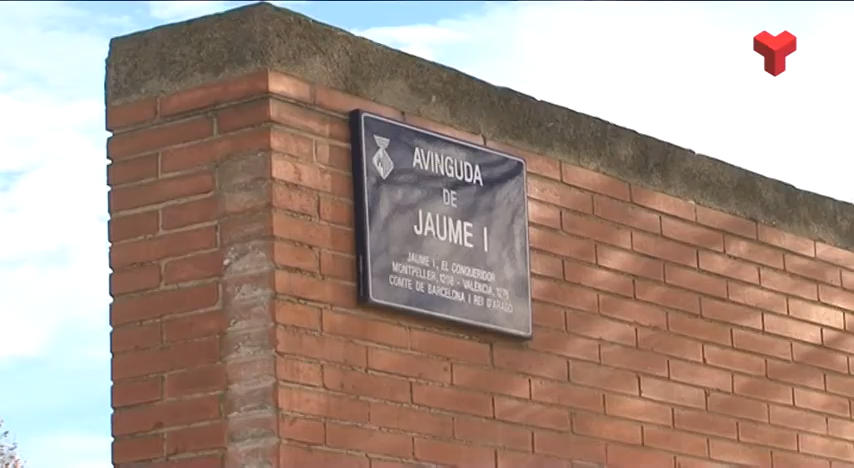 AVINGUDA
DE
JAUME I
JAUME I, EL CONQUERIDOR
MONTPELLER, 1208 - VALÈNCIA, 1276
COMTE DE BARCELONA I REI D'ARAGÓ